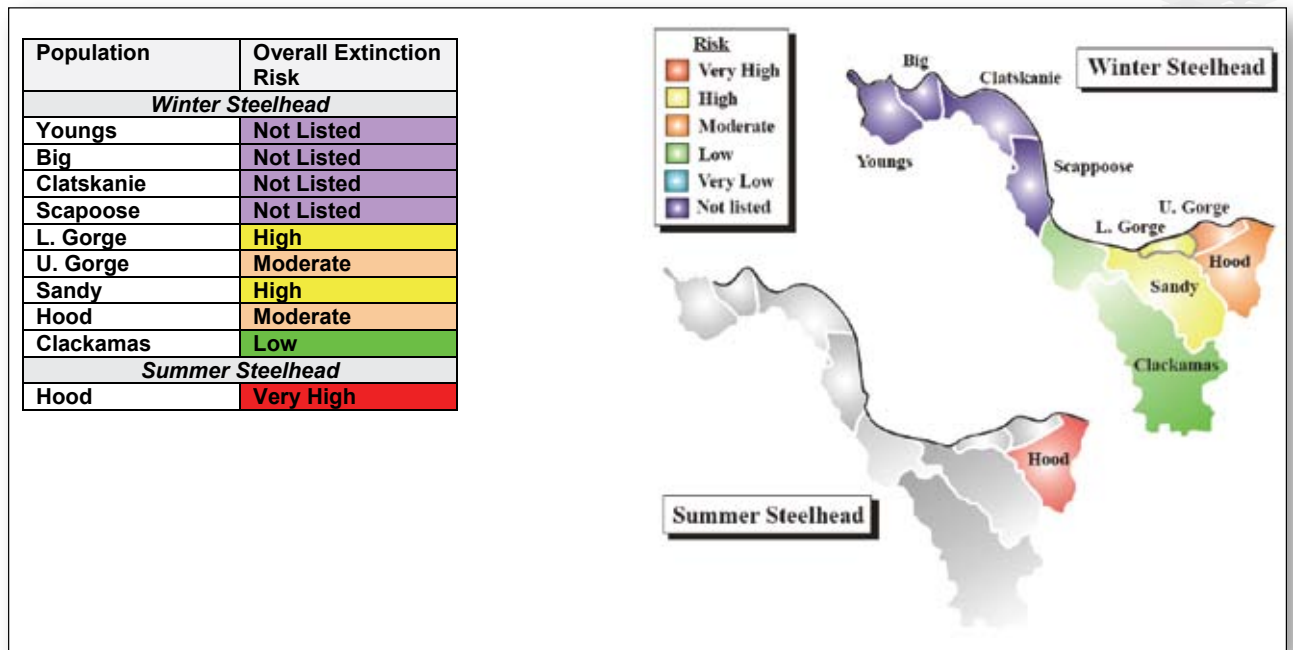 Population Overall Extinction
Risk
Winter Steelhead
Youngs Not Listed
Big Not Listed
Clatskanie Not Listed
Scapoose Not Listed
L. Gorge High
U. Gorge Moderate
Sandy High
Hood Moderate
Clackamas Low
Summer Steelhead
Hood Very High
Risk
Very High
High
Moderate
Low
Very Low
Not listed
Winter Steelhead
Big
Clatskanie
Youngs
Scappoose
U. Gorge
L. Gorge
Hood
Sandy
Clackamas
Hood
Summer Steelhead